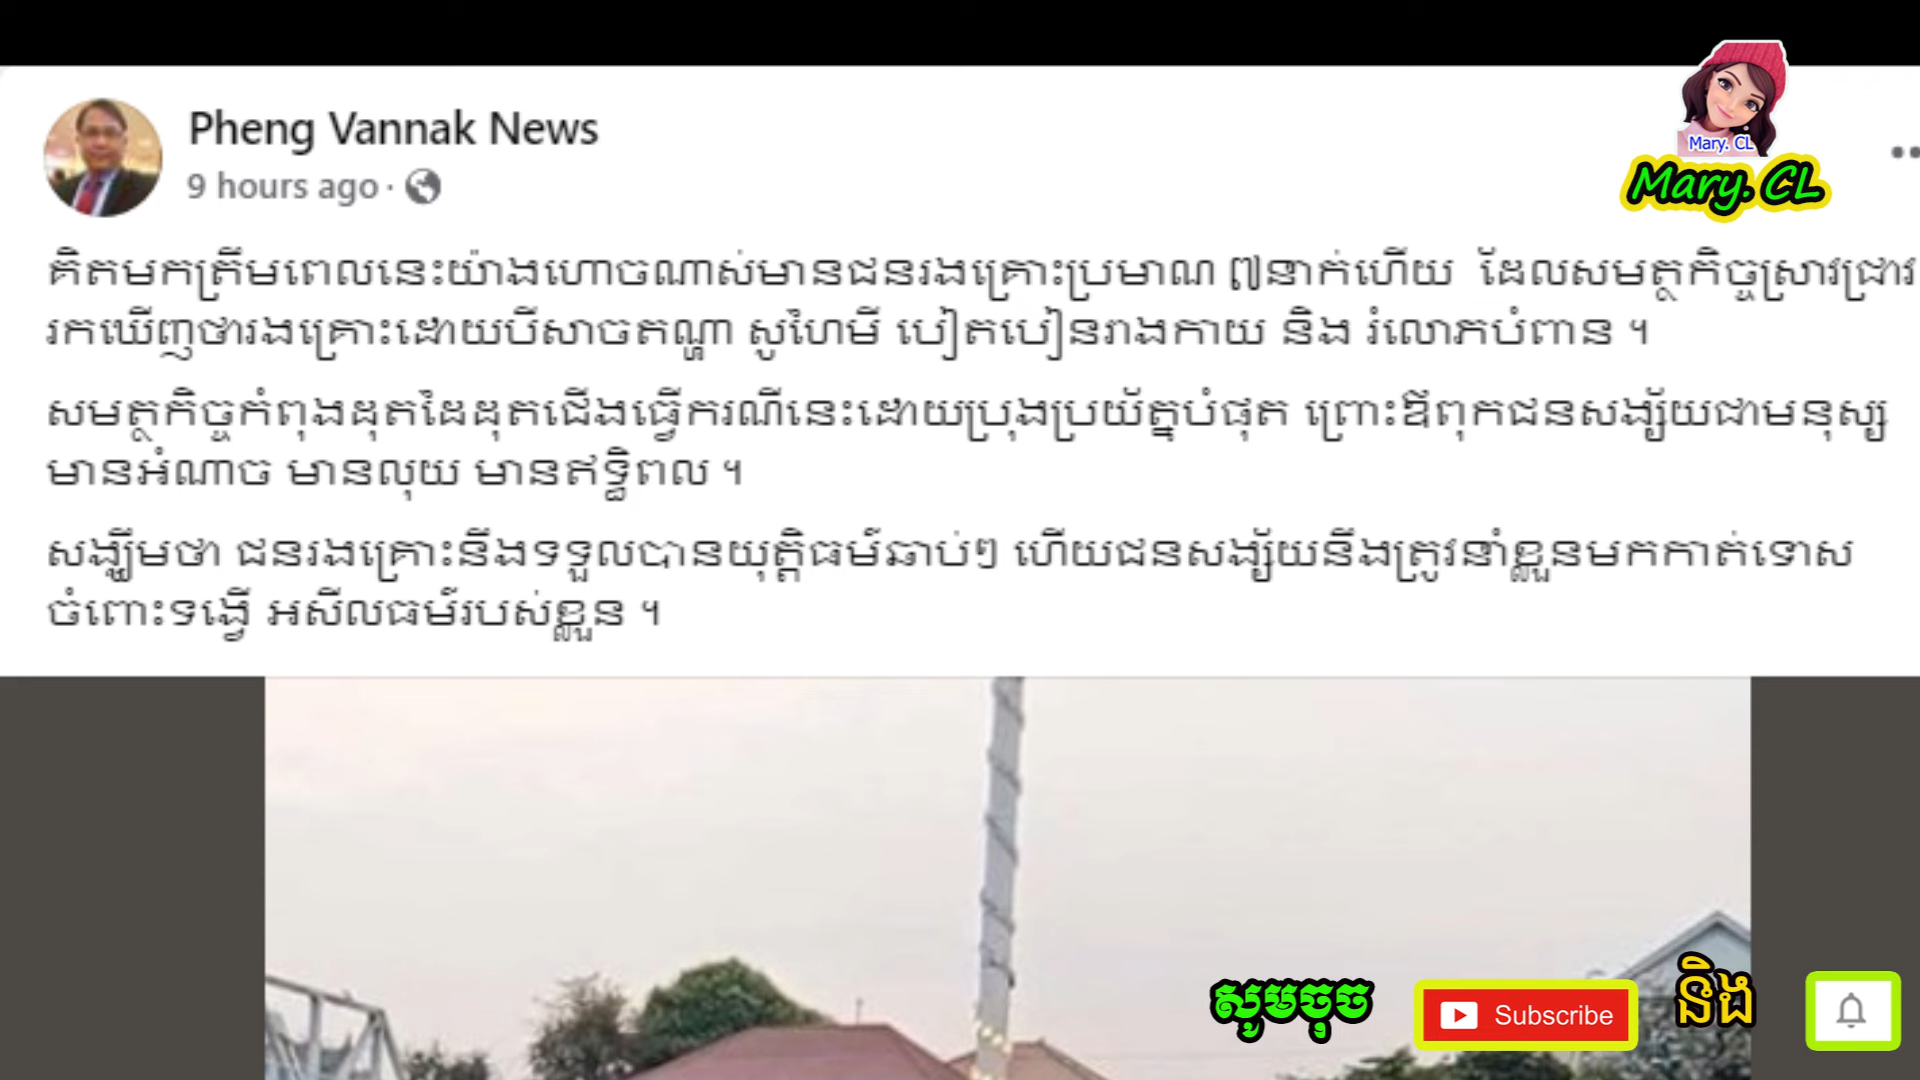 Pheng Vannak News
9 hours ago ·
Mary. CL
Mary. CL
គិតមកត្រឹមពេលនេះយ៉ាងហោចណាស់មានជនរងគ្រោះប្រមាណ ៧នាក់ហើយ ដែលសមត្ថកិច្ចស្រាវជ្រាវ
រកឃើញថារងគ្រោះដោយបីសាចតណ្ហា សូហៃមី បៀតបៀនរាងកាយ និង រំលោភបំពាន ។
សមត្ថកិច្ចកំពុងដុតដៃដុតជើងធ្វើករណីនេះដោយប្រុងប្រយ័ត្នបំផុត ព្រោះឪពុកជនសង្ស័យជាមនុស្ស
មានអំណាច មានលុយ មានឥទ្ធិពល ។
សង្ឃឹមថា ជនរងគ្រោះនឹងទទួលបានយុត្តិធម៍ឆាប់ៗ ហើយជនសង្ស័យនឹងត្រូវនាំខ្លួនមកកាត់ទោស
ចំពោះទង្វើ អសីលធម៍របស់ខ្លួន ។
សូមចុច Subscribe និង